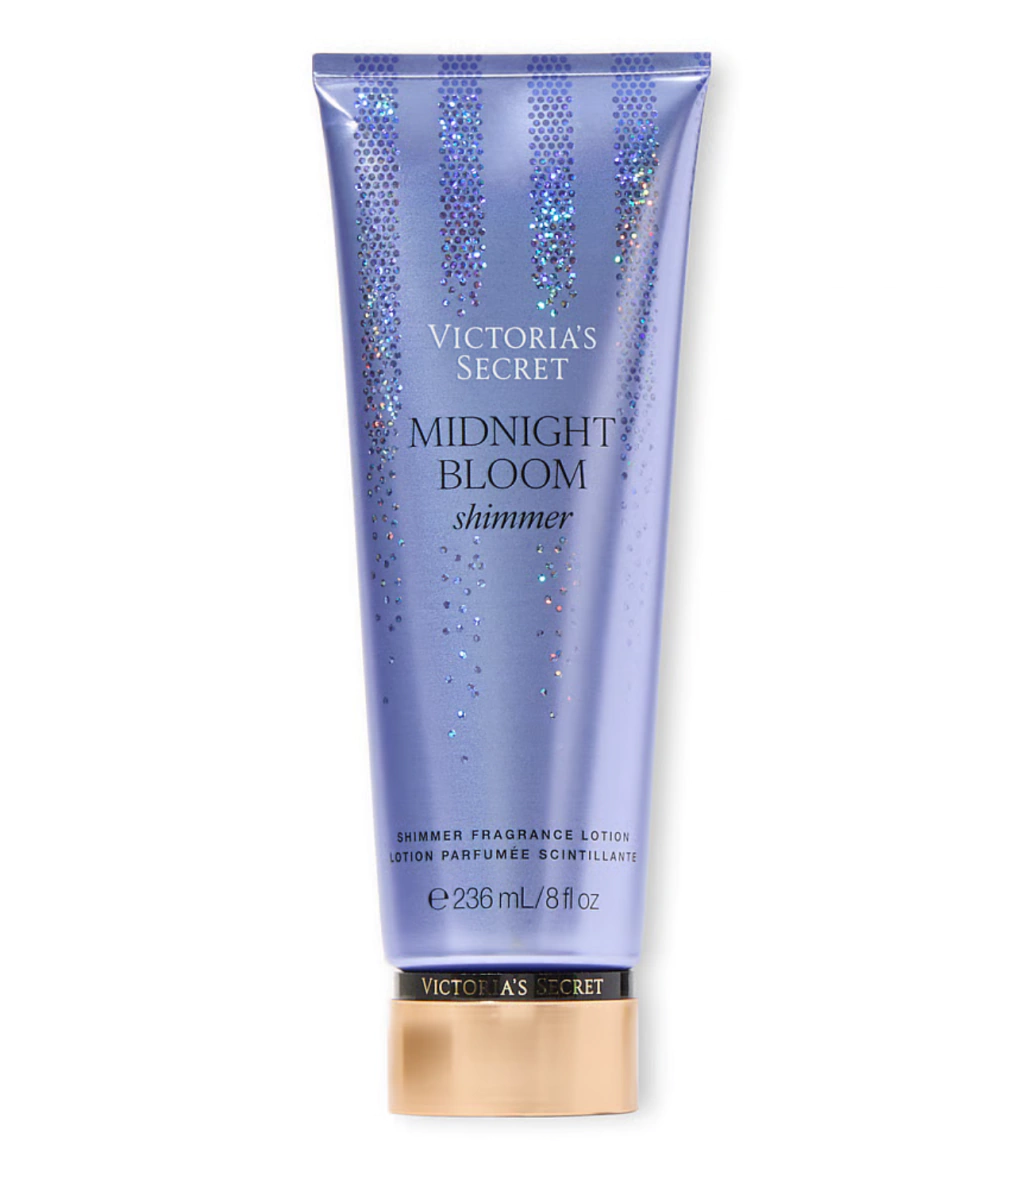 VICTORIA'S
SECRET
MIDNIGHT
BLOOM
shimmer
SHIMMER FRAGRANCE LOTION
LOTION PARFUMÉE SCINTILLANTE
℮ 236 mL/8 fl oz
VICTORIA'S SECRET